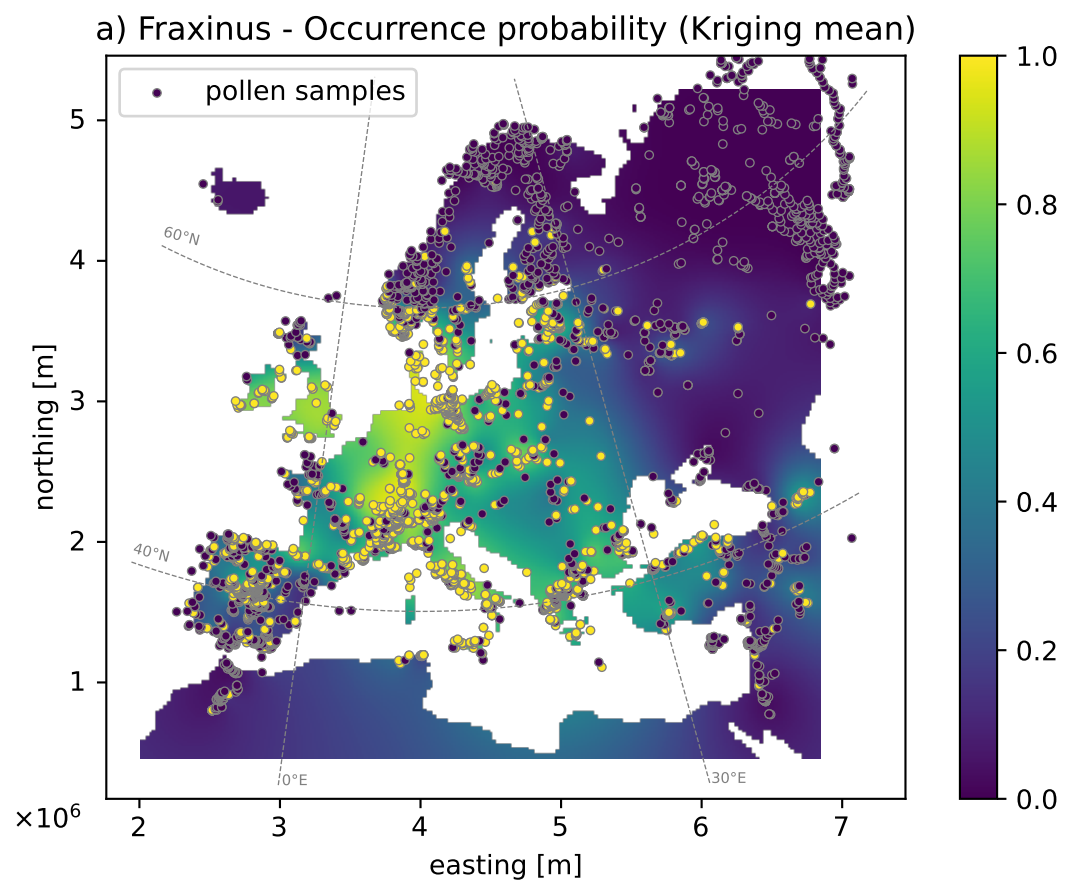 a) Fraxinus - Occurrence probability (Kriging mean)
pollen samples
60°N
40°N
0°E
30°E
5
4
3
2
1
northing [m]
×10⁶
2 3 4 5 6 7
easting [m]
1.0
0.8
0.6
0.4
0.2
0.0